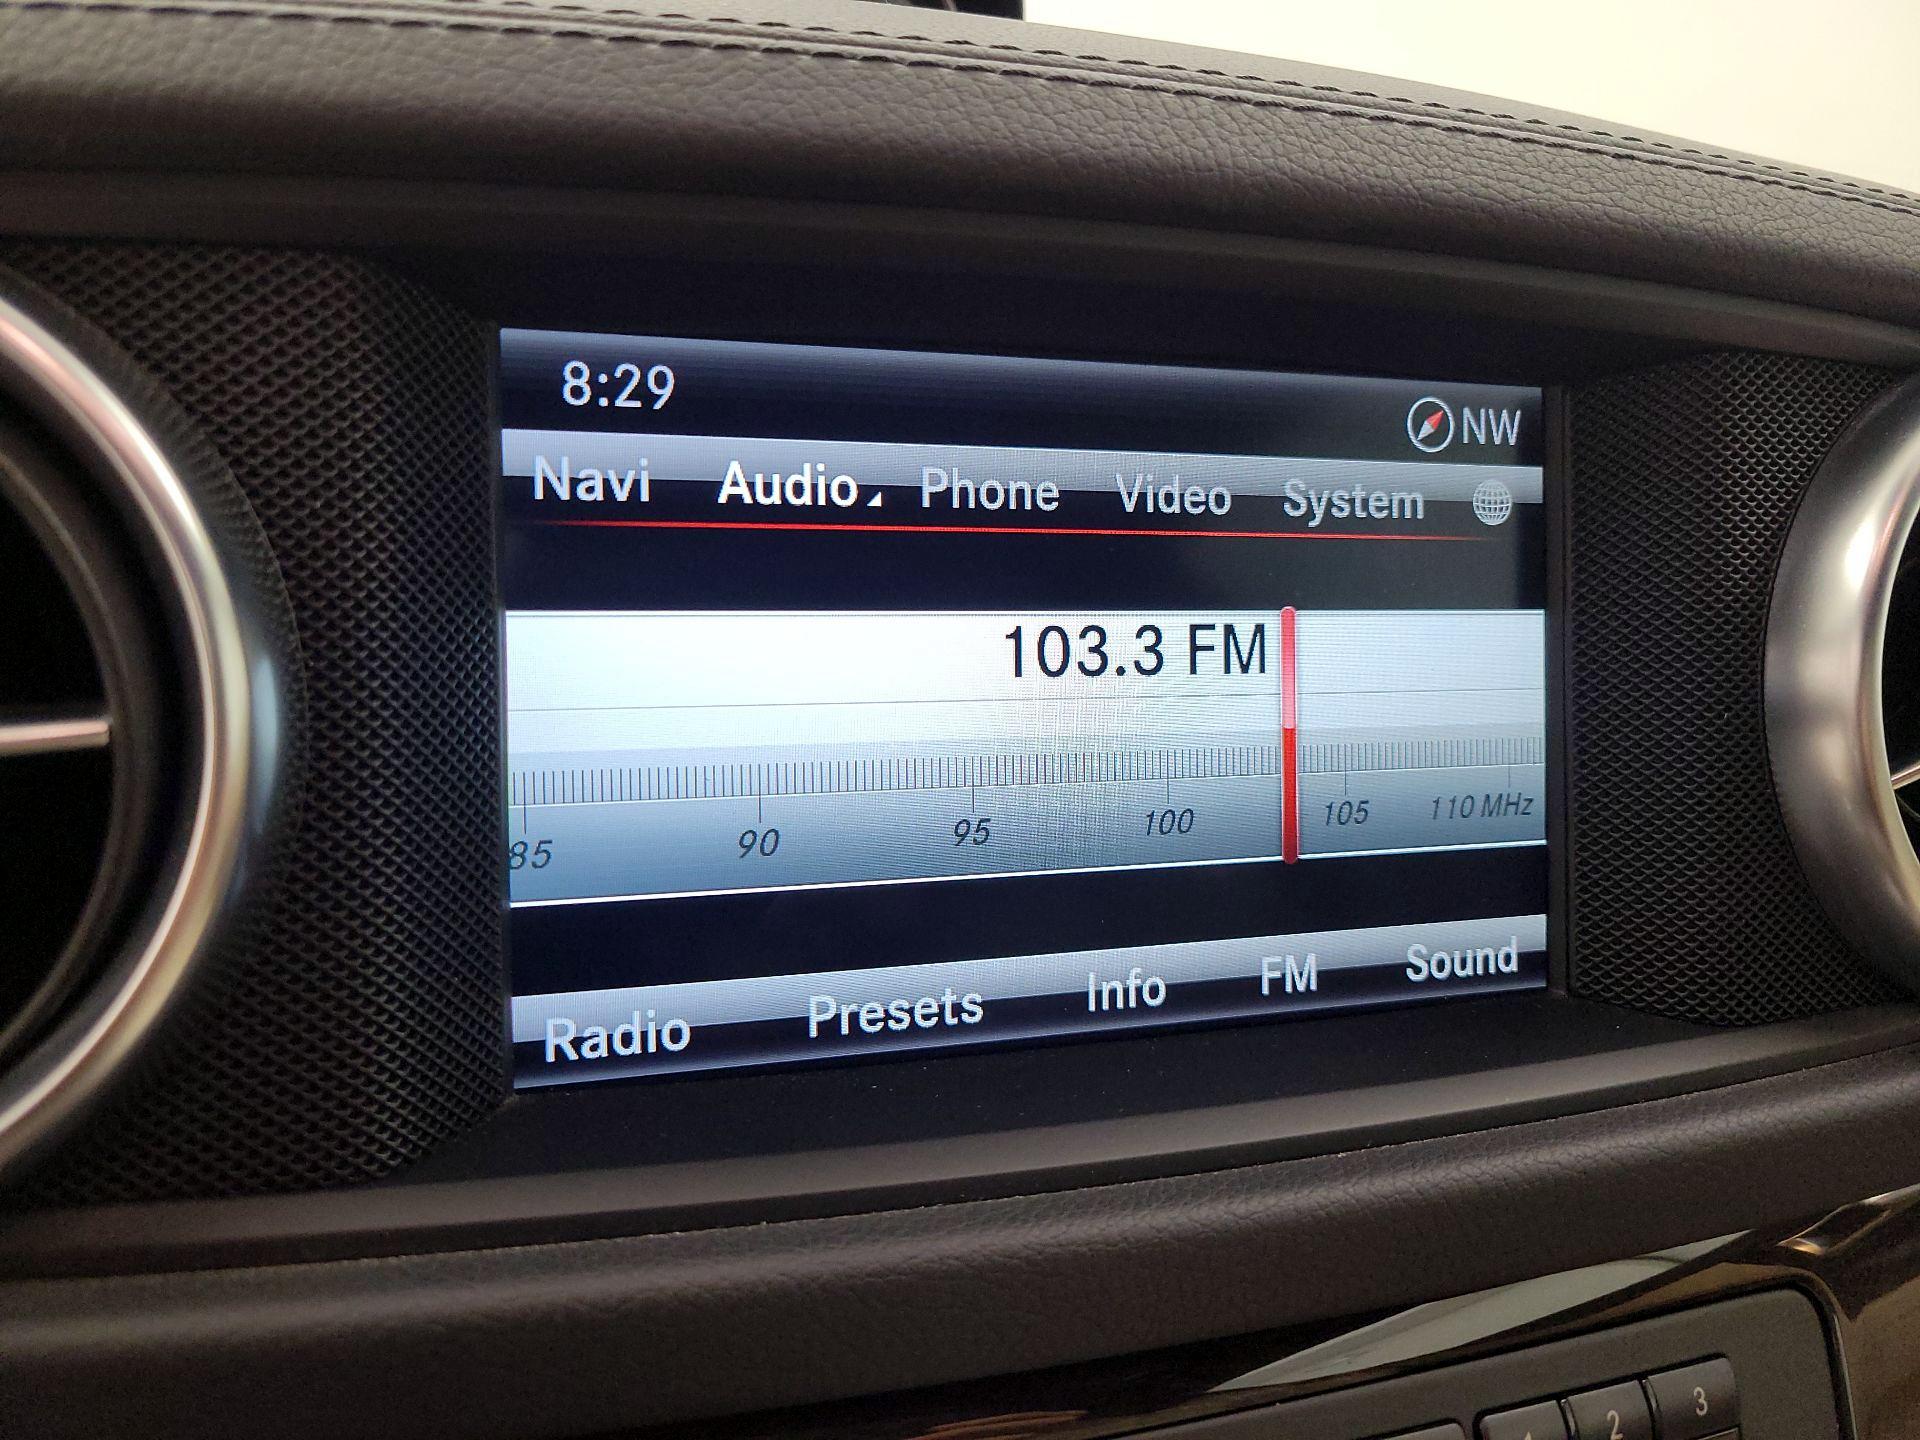 8:29
NW
Navi Audio Phone Video System
103.3 FM
85 90 95 100 105 110 MHz
Radio Presets Info FM Sound
1 2 3